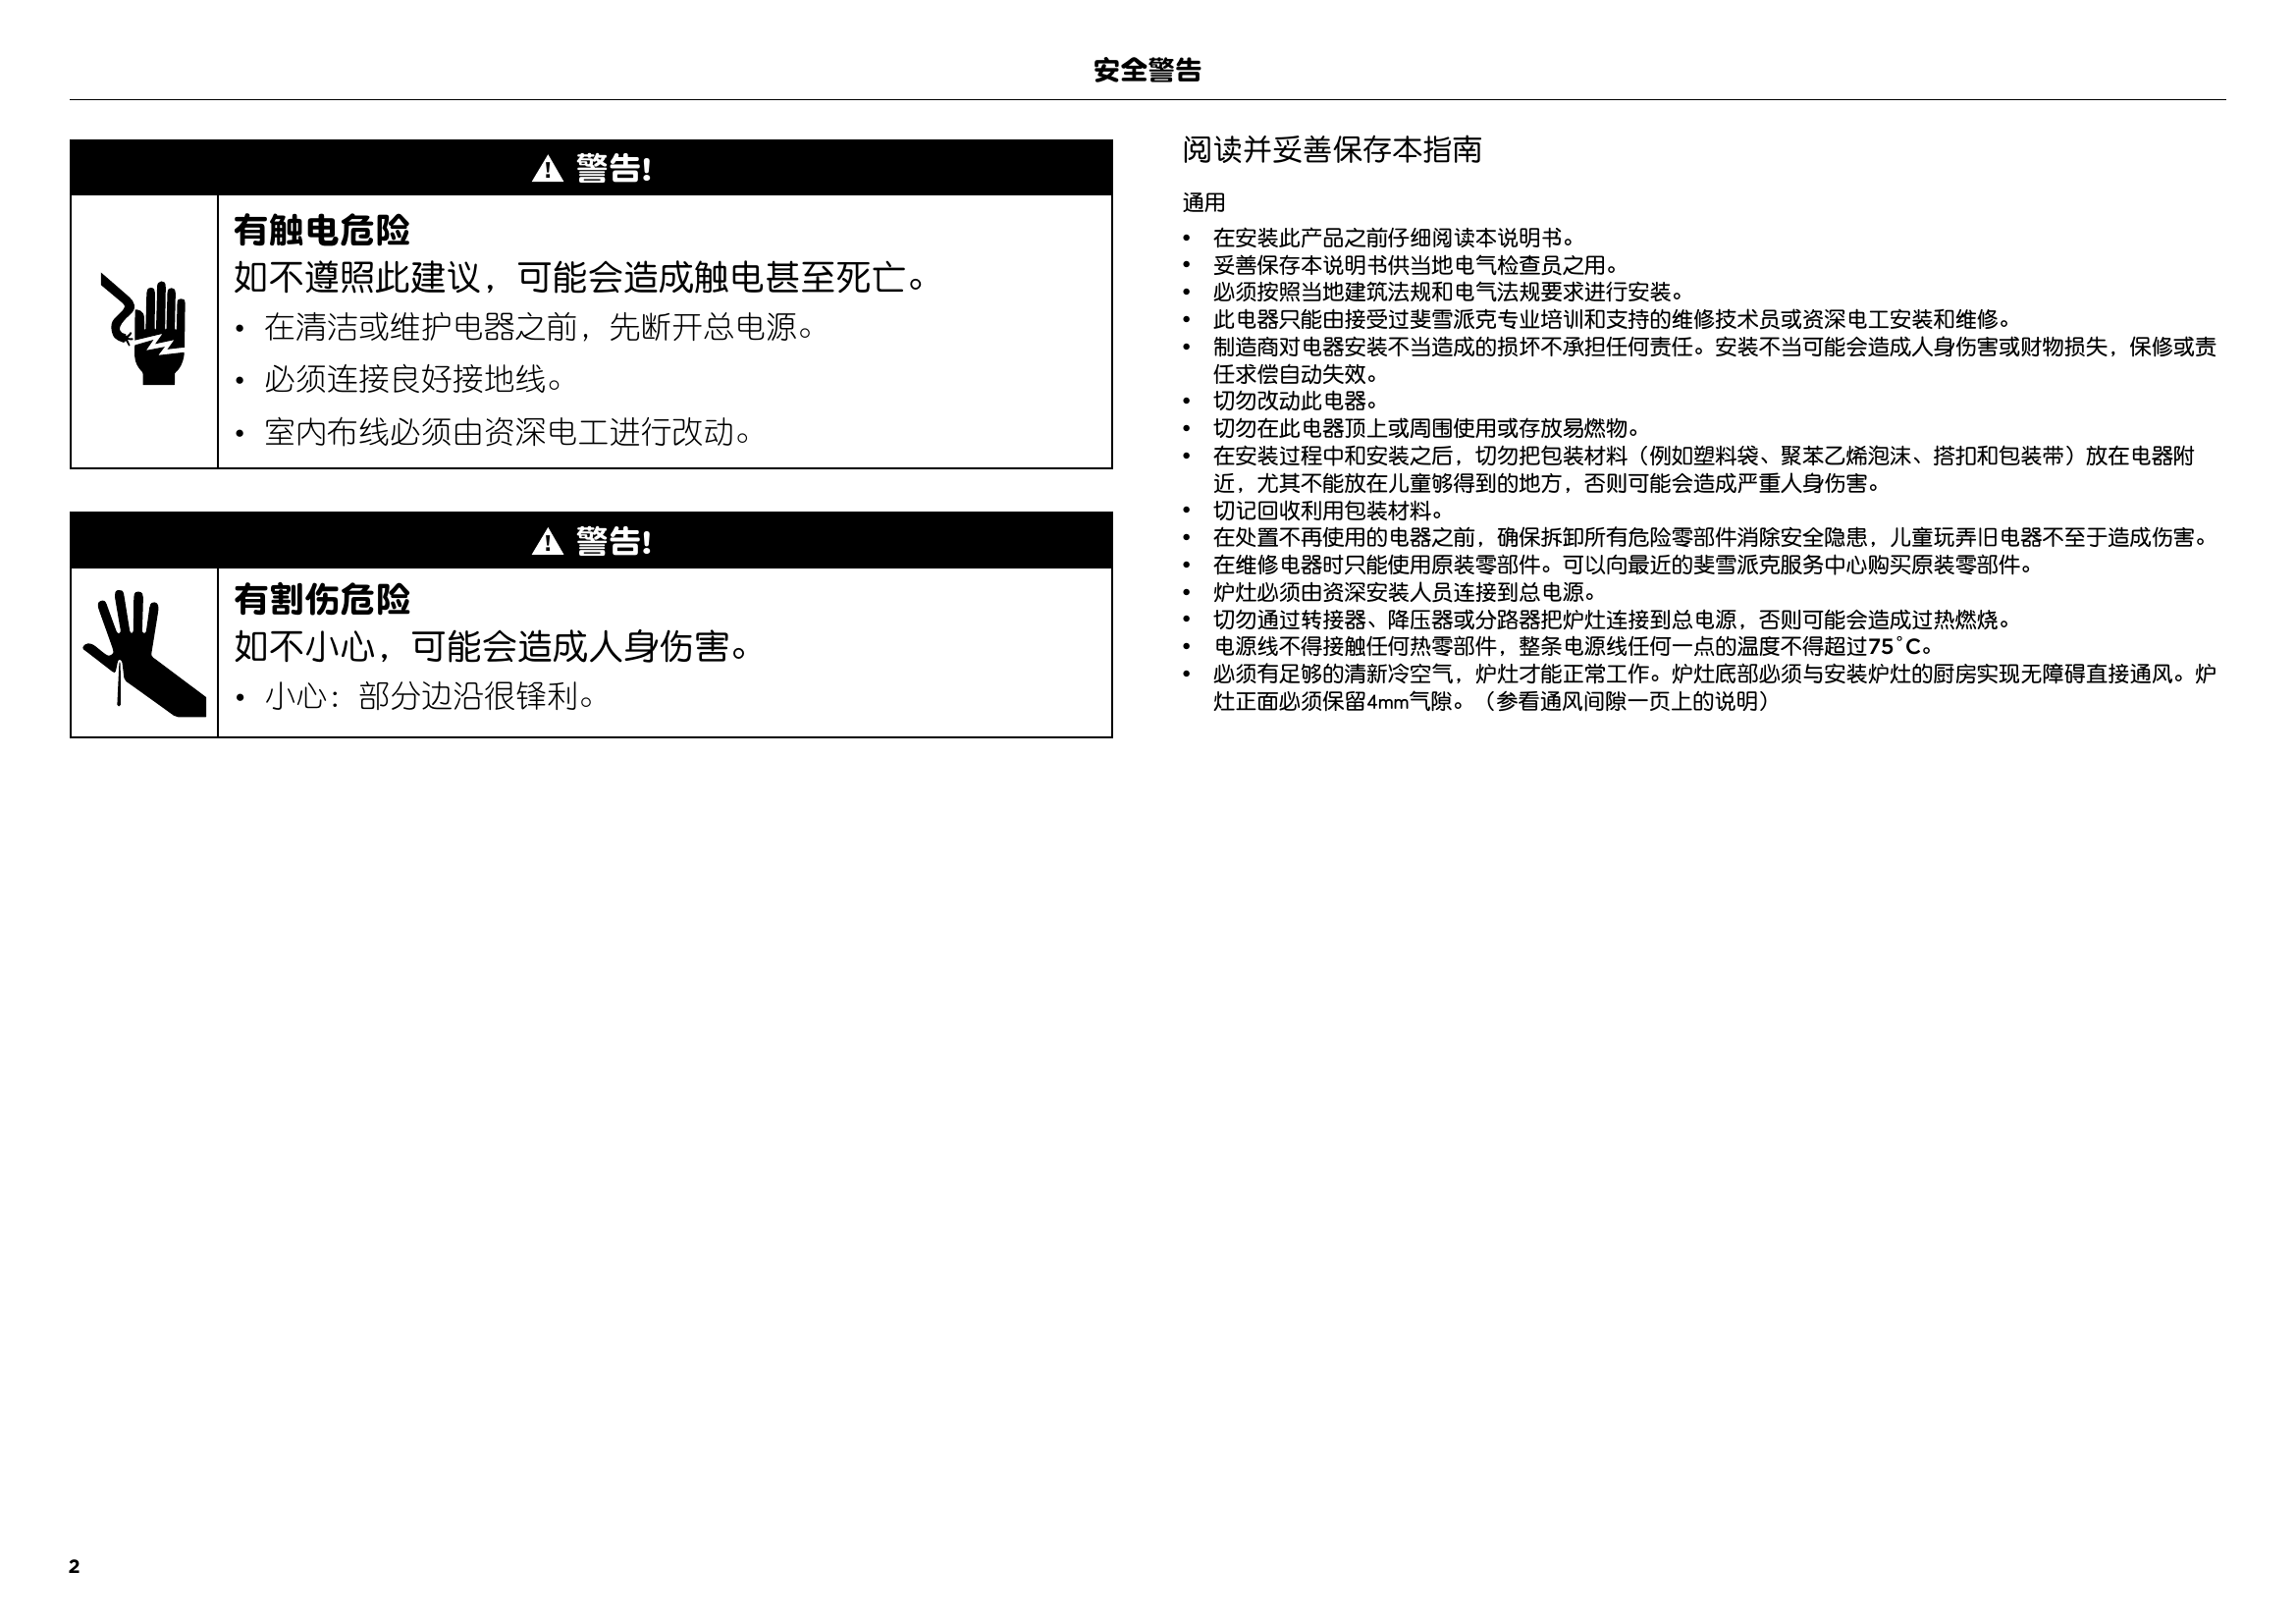 安全警告
警告!
有触电危险
如不遵照此建议，可能会造成触电甚至死亡。
• 在清洁或维护电器之前，先断开总电源。
• 必须连接良好接地线。
• 室内布线必须由资深电工进行改动。
警告!
有割伤危险
如不小心，可能会造成人身伤害。
• 小心：部分边沿很锋利。
阅读并妥善保存本指南
通用
• 在安装此产品之前仔细阅读本说明书。
• 妥善保存本说明书供当地电气检查员之用。
• 必须按照当地建筑法规和电气法规要求进行安装。
• 此电器只能由接受过斐雪派克专业培训和支持的维修技术员或资深电工安装和维修。
• 制造商对电器安装不当造成的损坏不承担任何责任。安装不当可能会造成人身伤害或财物损失，保修或责
任求偿自动失效。
• 切勿改动此电器。
• 切勿在此电器顶上或周围使用或存放易燃物。
• 在安装过程中和安装之后，切勿把包装材料（例如塑料袋、聚苯乙烯泡沫、搭扣和包装带）放在电器附
近，尤其不能放在儿童够得到的地方，否则可能会造成严重人身伤害。
• 切记回收利用包装材料。
• 在处置不再使用的电器之前，确保拆卸所有危险零部件消除安全隐患，儿童玩弄旧电器不至于造成伤害。
• 在维修电器时只能使用原装零部件。可以向最近的斐雪派克服务中心购买原装零部件。
• 炉灶必须由资深安装人员连接到总电源。
• 切勿通过转接器、降压器或分路器把炉灶连接到总电源，否则可能会造成过热燃烧。
• 电源线不得接触任何热零部件，整条电源线任何一点的温度不得超过75˚C。
• 必须有足够的清新冷空气，炉灶才能正常工作。炉灶底部必须与安装炉灶的厨房实现无障碍直接通风。炉
灶正面必须保留4mm气隙。（参看通风间隙一页上的说明）
2